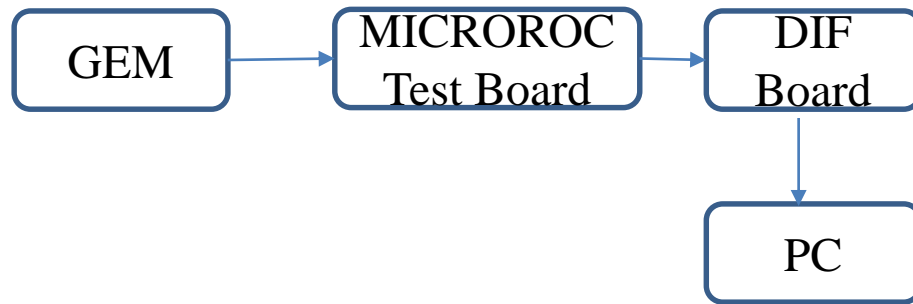 GEM
MICROROC
Test Board
DIF
Board
PC